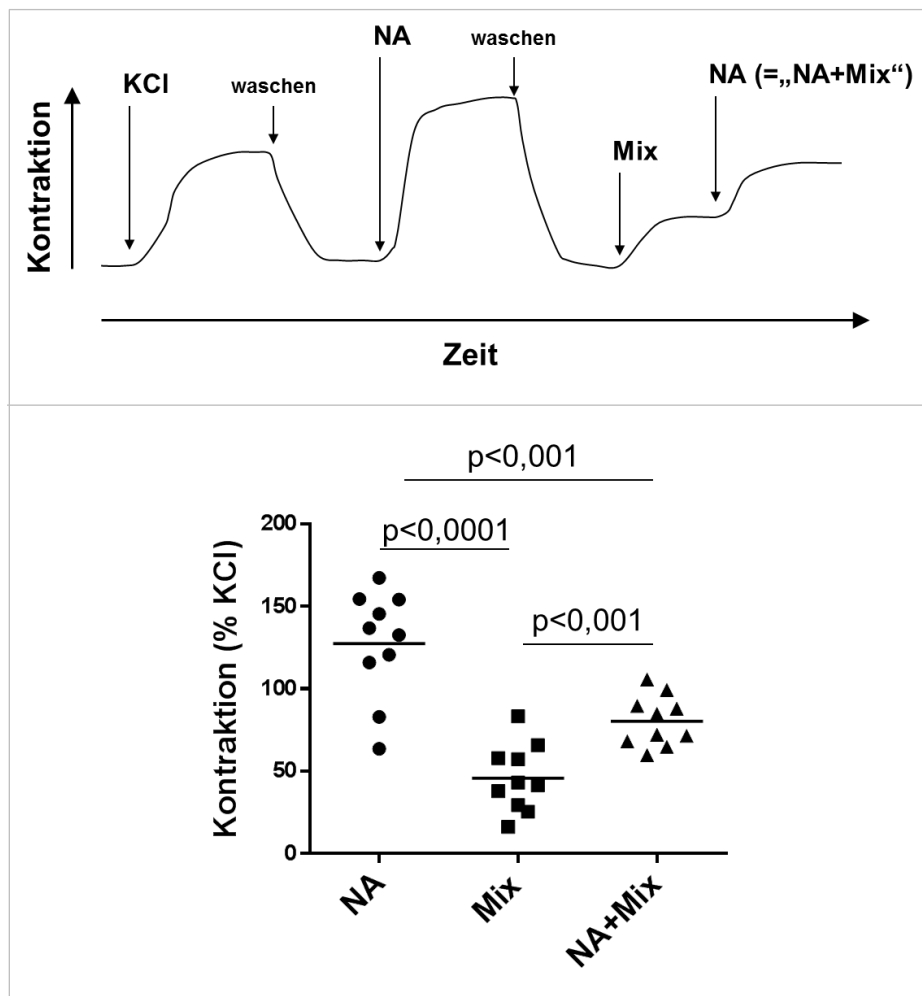 NA
waschen
KCl
waschen
NA (=„NA+Mix“)
Mix
Kontraktion
Zeit
p<0,001
p<0,0001
p<0,001
Kontraktion (% KCl)
200
150
100
50
0
NA
Mix
NA+Mix